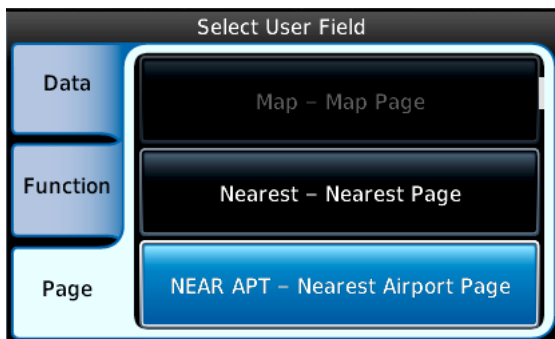 Select User Field
Data
Map – Map Page
Function
Nearest – Nearest Page
Page
NEAR APT – Nearest Airport Page